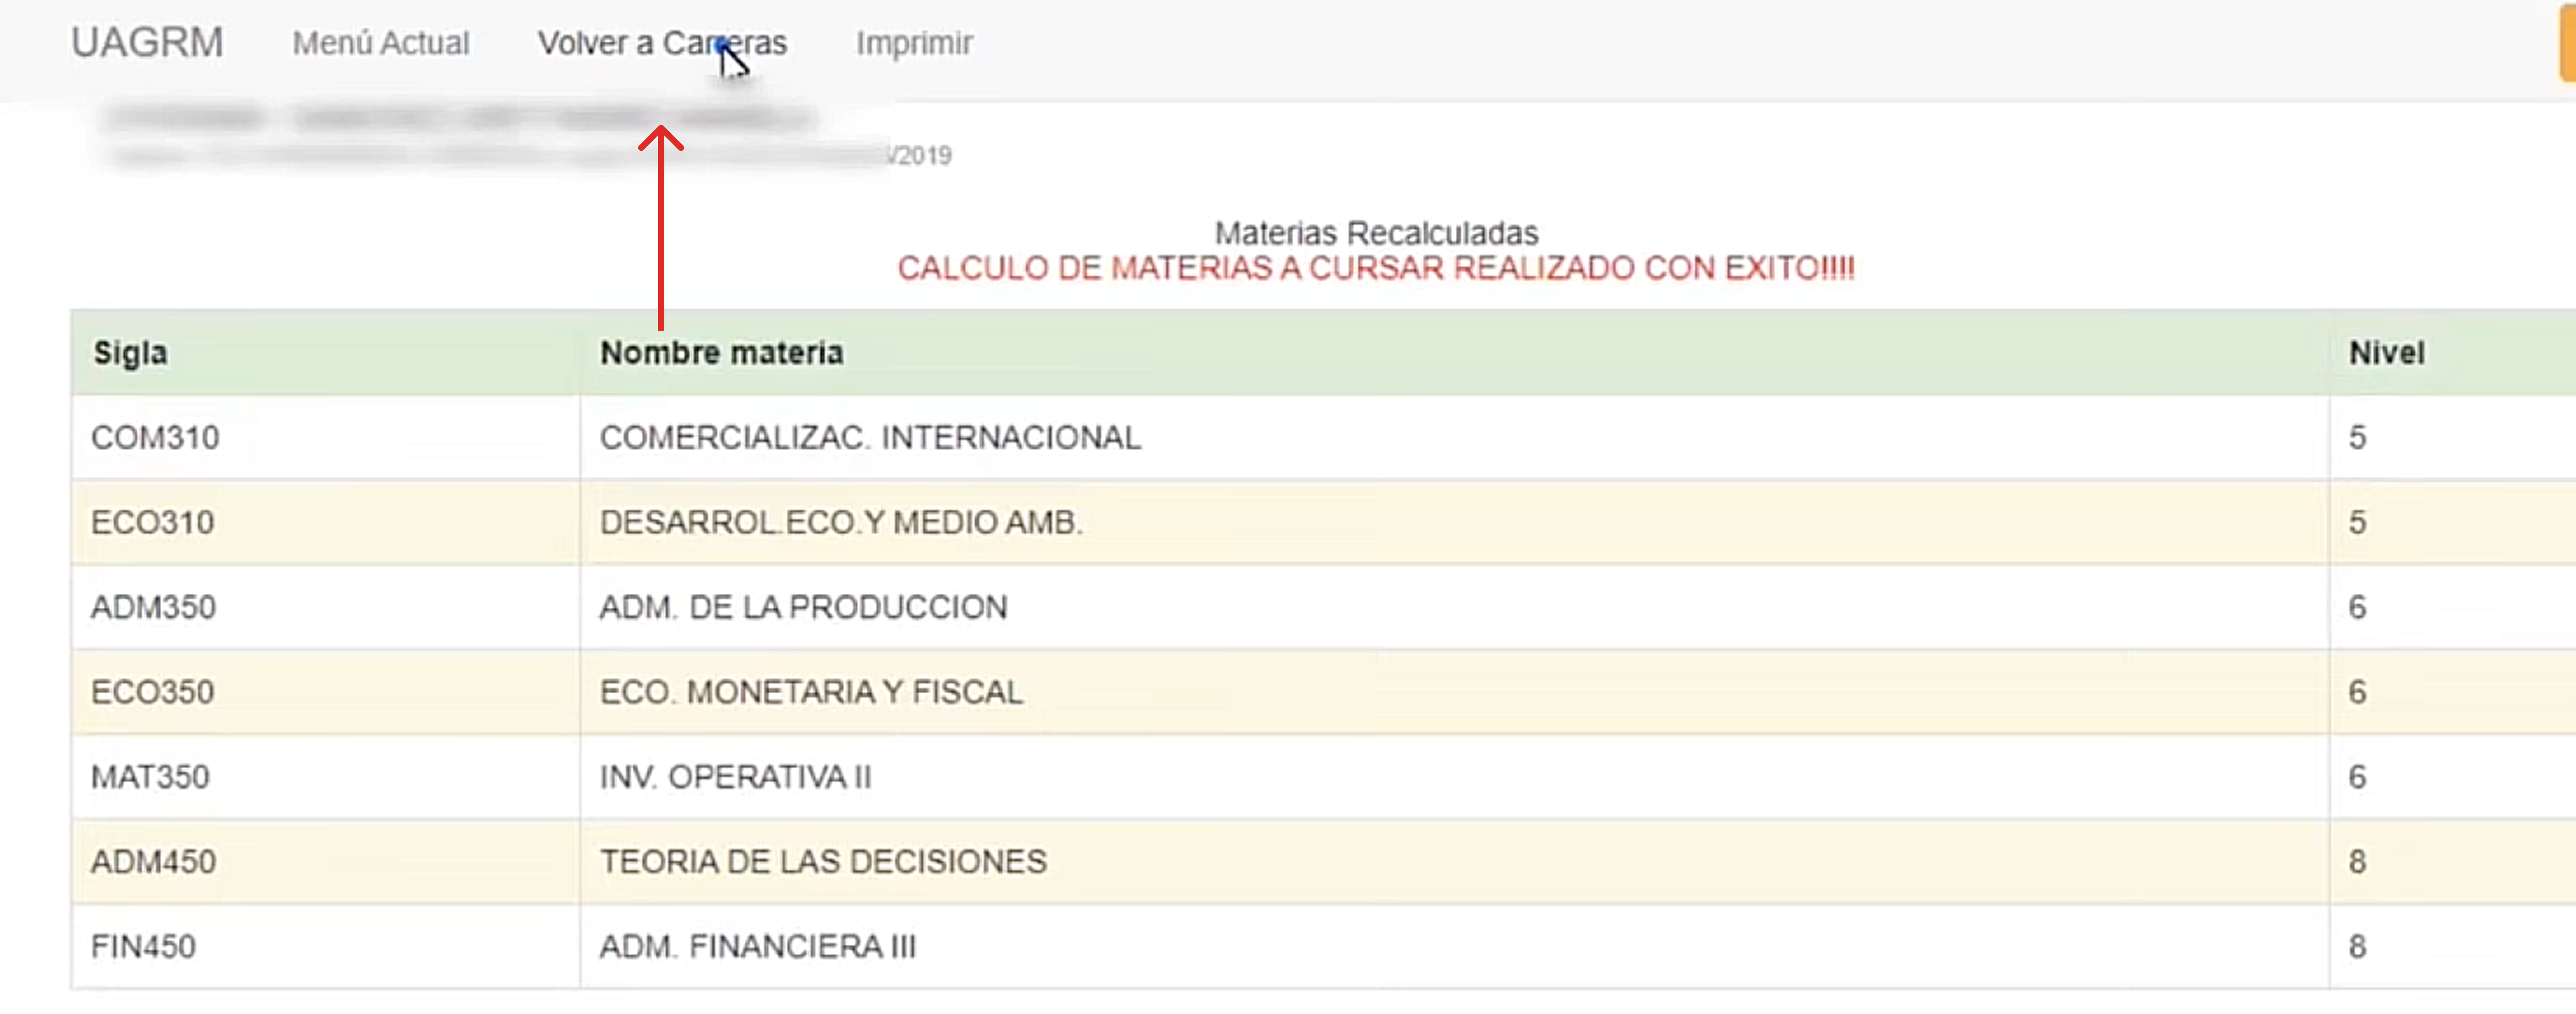 UAGRM Menú Actual Volver a Carreras Imprimir
/2019
Materias Recalculadas
CALCULO DE MATERIAS A CURSAR REALIZADO CON EXITO!!!!
Sigla Nombre materia Nivel
COM310 COMERCIALIZAC. INTERNACIONAL 5
ECO310 DESARROL.ECO.Y MEDIO AMB. 5
ADM350 ADM. DE LA PRODUCCION 6
ECO350 ECO. MONETARIA Y FISCAL 6
MAT350 INV. OPERATIVA II 6
ADM450 TEORIA DE LAS DECISIONES 8
FIN450 ADM. FINANCIERA III 8